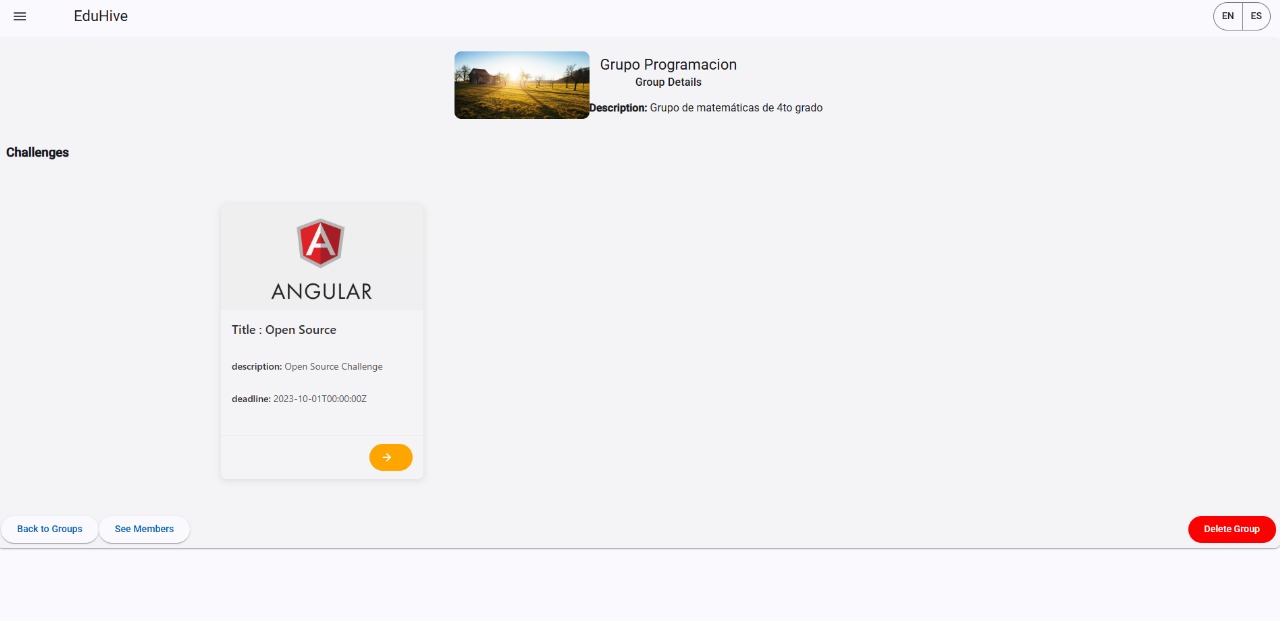 EduHive
EN ES
Grupo Programacion
Group Details
Description: Grupo de matemáticas de 4to grado
Challenges
ANGULAR
Title : Open Source
description: Open Source Challenge
deadline: 2023-10-01T00:00:00Z
Back to Groups See Members Delete Group